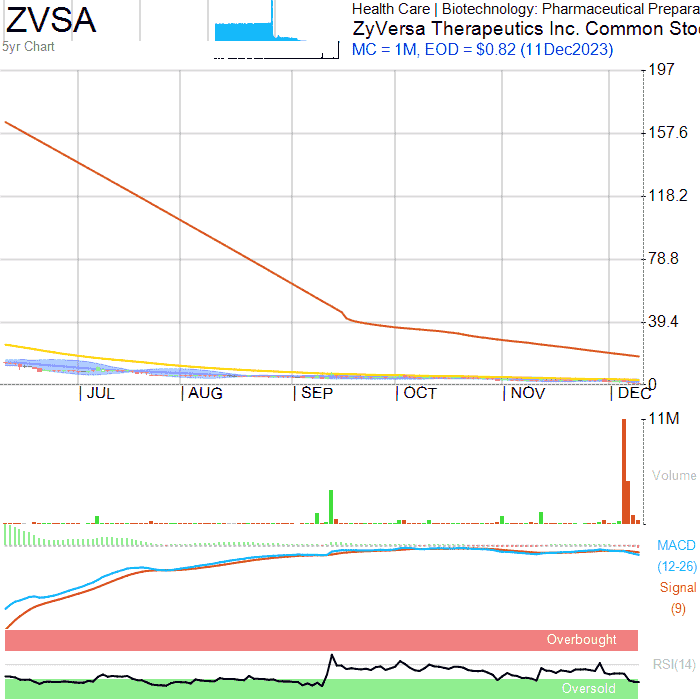 ZVSA
5yr Chart
Health Care | Biotechnology: Pharmaceutical Prepara
ZyVersa Therapeutics Inc. Common Sto
MC = 1M, EOD = $0.82 (11Dec2023)
197
157.6
118.2
78.8
39.4
0
JUL AUG SEP OCT NOV DEC
11M
Volume
MACD
(12-26)
Signal
(9)
Overbought
RSI(14)
Oversold